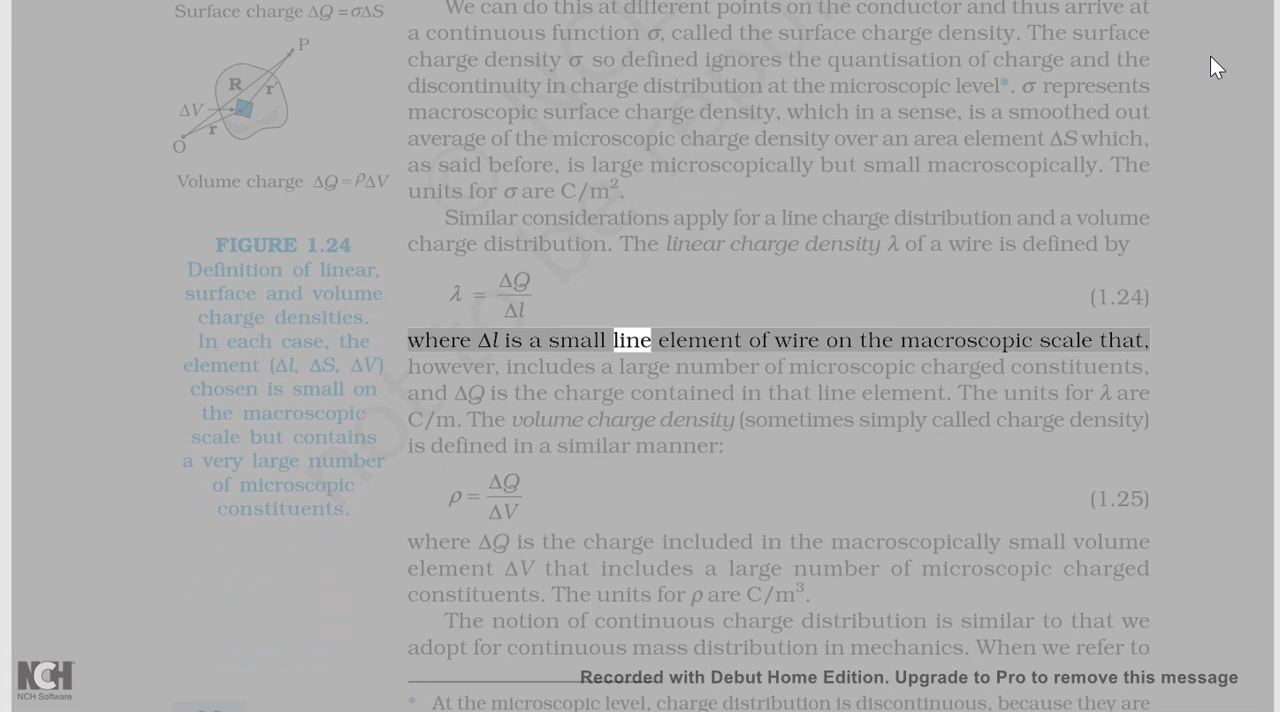 Surface charge ΔQ = σΔS
P
R
r'
ΔV
r
O
Volume charge ΔQ = ρΔV
FIGURE 1.24
Definition of linear,
surface and volume
charge densities.
In each case, the
element (Δl, ΔS, ΔV)
chosen is small on
the macroscopic
scale but contains
a very large number
of microscopic
constituents.
We can do this at different points on the conductor and thus arrive at
a continuous function σ, called the surface charge density. The surface
charge density σ so defined ignores the quantisation of charge and the
discontinuity in charge distribution at the microscopic level*. σ represents
macroscopic surface charge density, which in a sense, is a smoothed out
average of the microscopic charge density over an area element ΔS which,
as said before, is large microscopically but small macroscopically. The
units for σ are C/m².
Similar considerations apply for a line charge distribution and a volume
charge distribution. The linear charge density λ of a wire is defined by
λ = ΔQ/Δl (1.24)
where Δl is a small line element of wire on the macroscopic scale that,
however, includes a large number of microscopic charged constituents,
and ΔQ is the charge contained in that line element. The units for λ are
C/m. The volume charge density (sometimes simply called charge density)
is defined in a similar manner:
ρ = ΔQ/ΔV (1.25)
where ΔQ is the charge included in the macroscopically small volume
element ΔV that includes a large number of microscopic charged
constituents. The units for ρ are C/m³.
The notion of continuous charge distribution is similar to that we
adopt for continuous mass distribution in mechanics. When we refer to
* At the microscopic level, charge distribution is discontinuous, because they are
NCH
NCH Software
Recorded with Debut Home Edition. Upgrade to Pro to remove this message